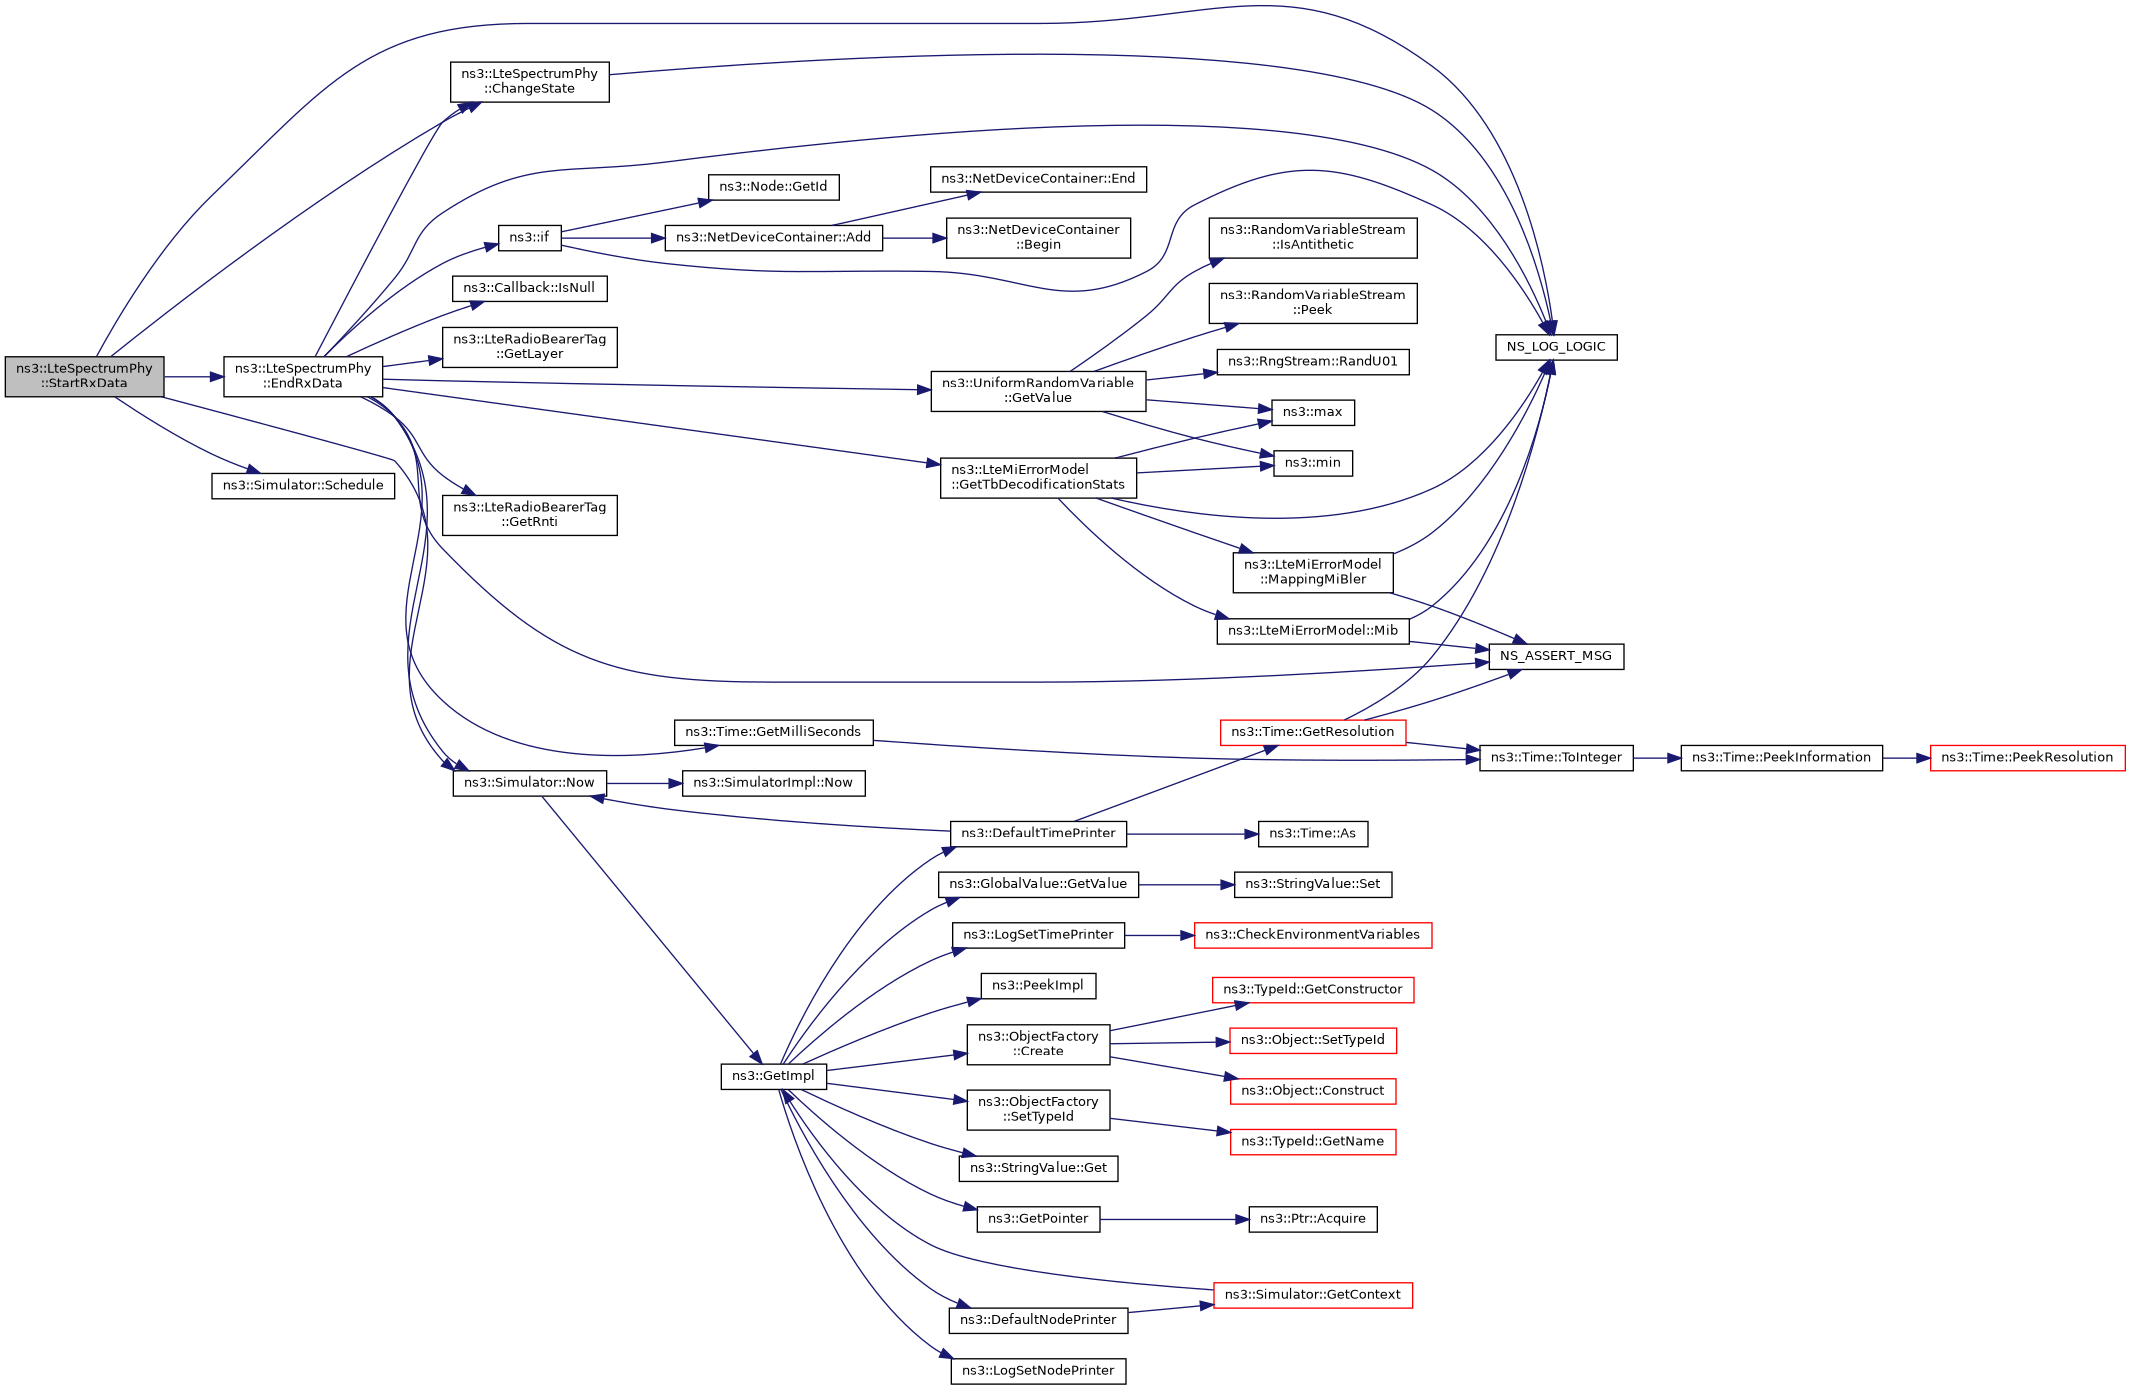 ns3::LteSpectrumPhy
::StartRxData
ns3::LteSpectrumPhy
::EndRxData
ns3::Simulator::Schedule
ns3::LteSpectrumPhy
::ChangeState
ns3::if
ns3::Callback::IsNull
ns3::LteRadioBearerTag
::GetLayer
ns3::LteRadioBearerTag
::GetRnti
ns3::Simulator::Now
ns3::Node::GetId
ns3::NetDeviceContainer::Add
ns3::Time::GetMilliSeconds
ns3::SimulatorImpl::Now
ns3::GetImpl
ns3::NetDeviceContainer::End
ns3::NetDeviceContainer
::Begin
ns3::UniformRandomVariable
::GetValue
ns3::LteMiErrorModel
::GetTbDecodificationStats
ns3::DefaultTimePrinter
ns3::GlobalValue::GetValue
ns3::LogSetTimePrinter
ns3::PeekImpl
ns3::ObjectFactory
::Create
ns3::ObjectFactory
::SetTypeId
ns3::StringValue::Get
ns3::GetPointer
ns3::DefaultNodePrinter
ns3::LogSetNodePrinter
ns3::RandomVariableStream
::IsAntithetic
ns3::RandomVariableStream
::Peek
ns3::RngStream::RandU01
ns3::max
ns3::min
ns3::LteMiErrorModel
::MappingMiBler
ns3::LteMiErrorModel::Mib
ns3::Time::GetResolution
ns3::Time::As
ns3::StringValue::Set
ns3::CheckEnvironmentVariables
ns3::TypeId::GetConstructor
ns3::Object::SetTypeId
ns3::Object::Construct
ns3::TypeId::GetName
ns3::Ptr::Acquire
ns3::Simulator::GetContext
NS_LOG_LOGIC
NS_ASSERT_MSG
ns3::Time::ToInteger
ns3::Time::PeekInformation
ns3::Time::PeekResolution